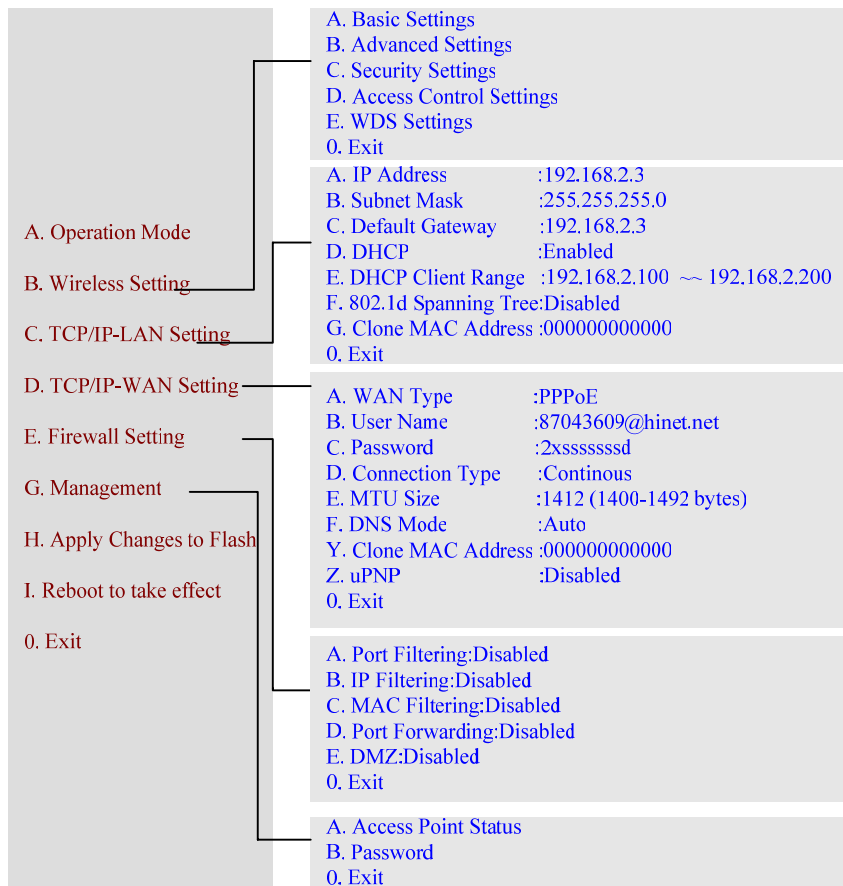 A. Operation Mode
B. Wireless Setting
C. TCP/IP-LAN Setting
D. TCP/IP-WAN Setting
E. Firewall Setting
G. Management
H. Apply Changes to Flash
I. Reboot to take effect
0. Exit
A. Basic Settings
B. Advanced Settings
C. Security Settings
D. Access Control Settings
E. WDS Settings
0. Exit
A. IP Address :192.168.2.3
B. Subnet Mask :255.255.255.0
C. Default Gateway :192.168.2.3
D. DHCP :Enabled
E. DHCP Client Range :192.168.2.100 ~~ 192.168.2.200
F. 802.1d Spanning Tree:Disabled
G. Clone MAC Address :000000000000
0. Exit
A. WAN Type :PPPoE
B. User Name :87043609@hinet.net
C. Password :2xsssssssd
D. Connection Type :Continous
E. MTU Size :1412 (1400-1492 bytes)
F. DNS Mode :Auto
Y. Clone MAC Address :000000000000
Z. uPNP :Disabled
0. Exit
A. Port Filtering:Disabled
B. IP Filtering:Disabled
C. MAC Filtering:Disabled
D. Port Forwarding:Disabled
E. DMZ:Disabled
0. Exit
A. Access Point Status
B. Password
0. Exit